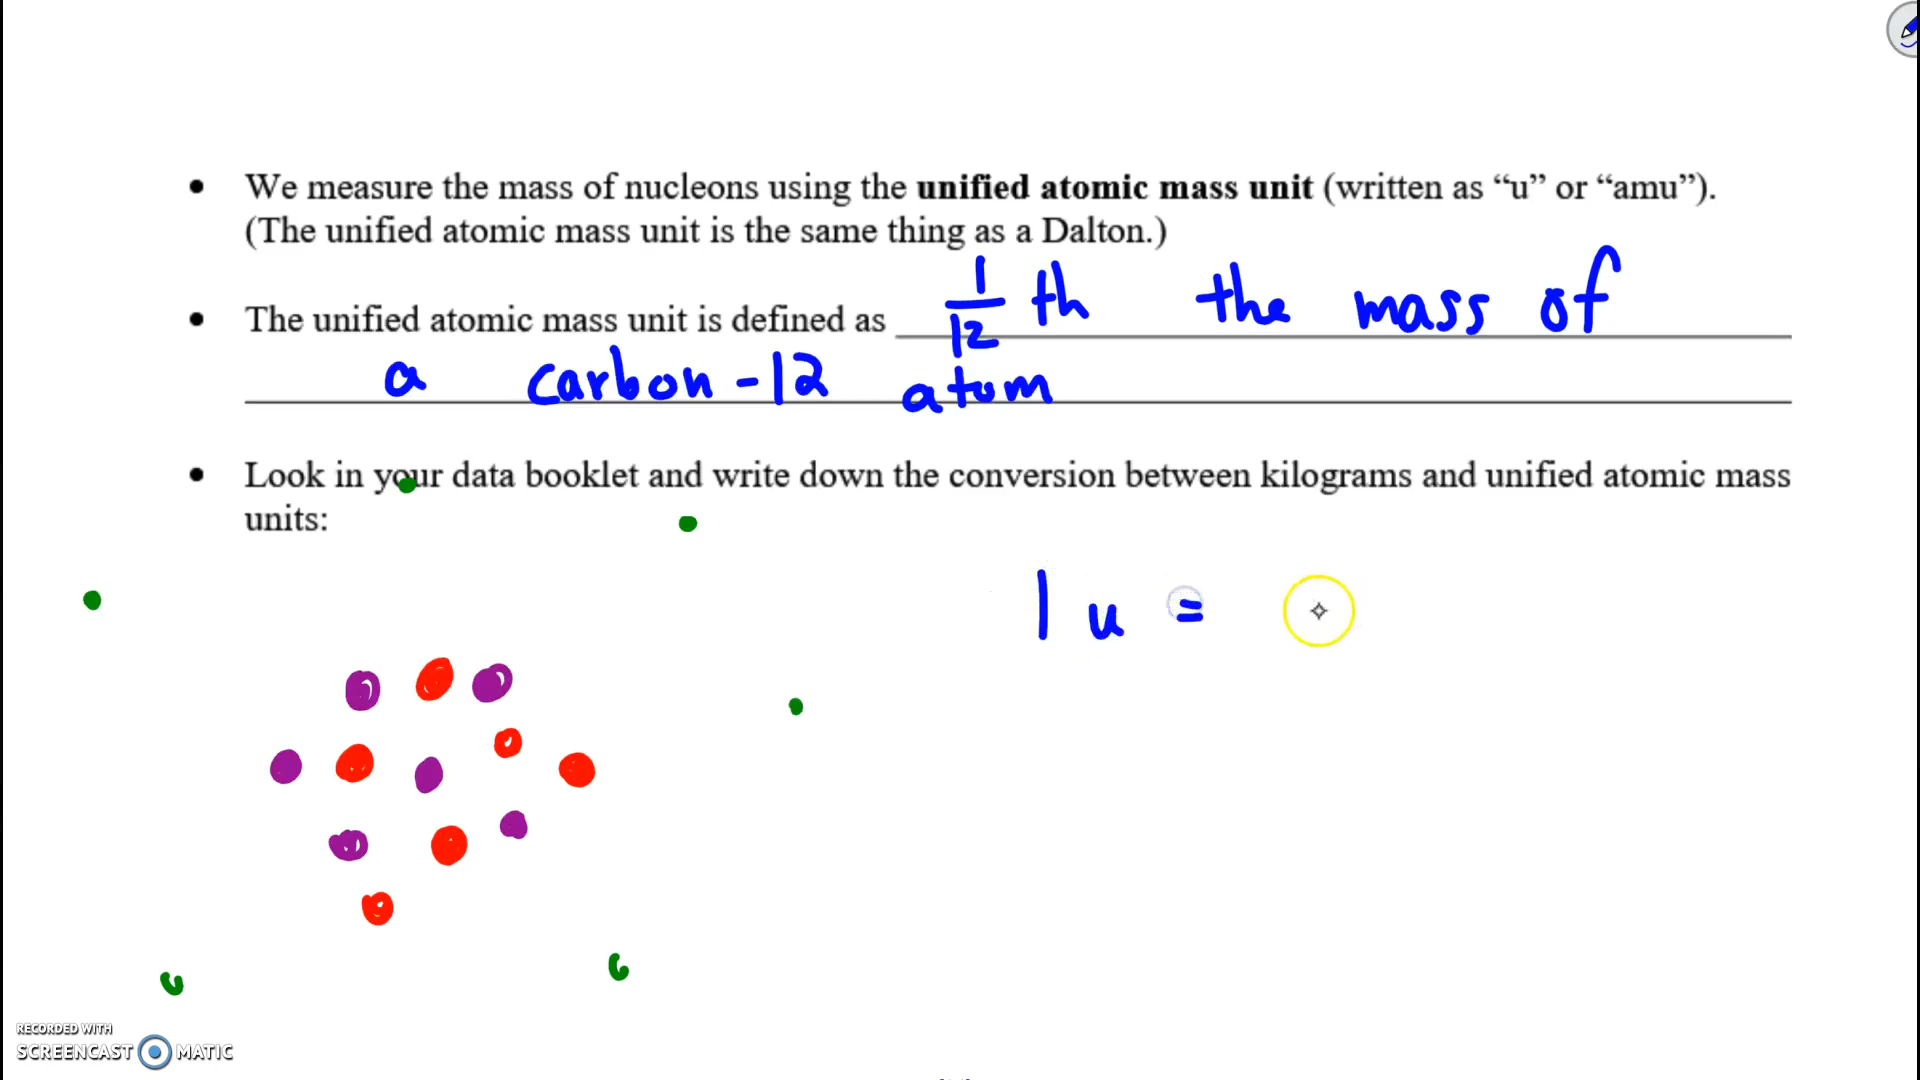 • We measure the mass of nucleons using the unified atomic mass unit (written as “u” or “amu”).
(The unified atomic mass unit is the same thing as a Dalton.)
• The unified atomic mass unit is defined as 1/12 th the mass of
a carbon-12 atom
• Look in your data booklet and write down the conversion between kilograms and unified atomic mass
units:
1 u =
RECORDED WITH
SCREENCAST MATIC